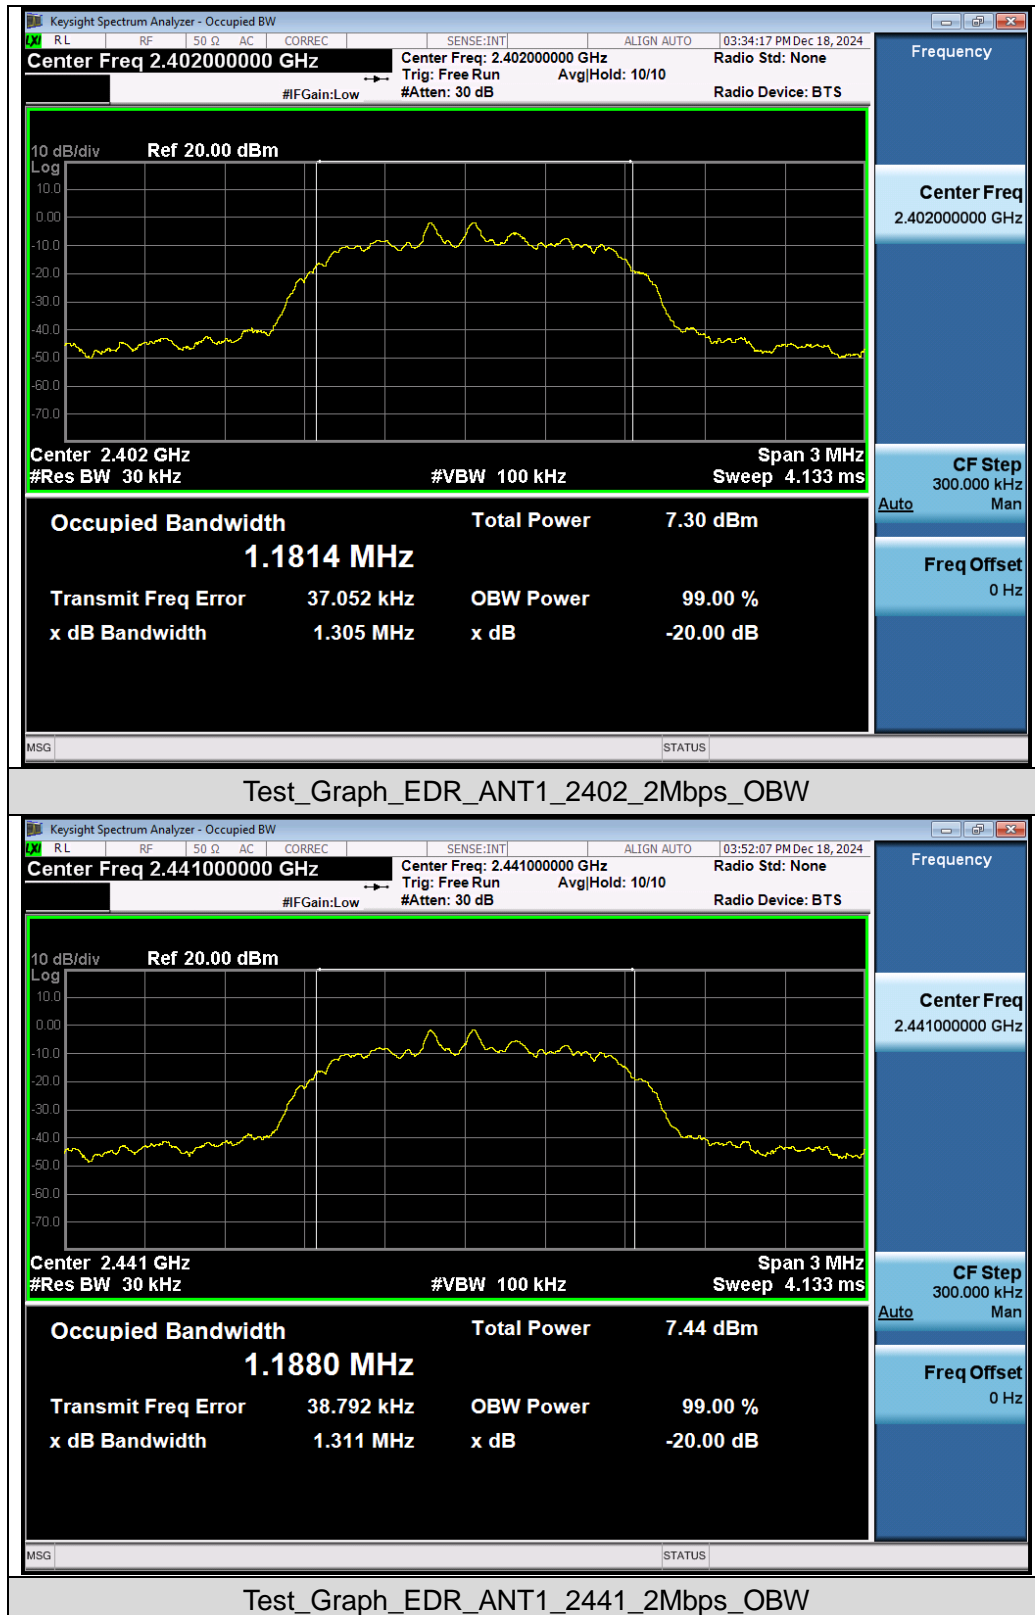 Keysight Spectrum Analyzer - Occupied BW
LXI RL RF 50 Ω AC CORREC SENSE:INT ALIGN AUTO 03:34:17 PM Dec 18, 2024
Center Freq 2.402000000 GHz
Center Freq: 2.402000000 GHz
Radio Std: None
Trig: Free Run Avg|Hold: 10/10
#IFGain:Low
#Atten: 30 dB
Radio Device: BTS
Frequency
10 dB/div Ref 20.00 dBm
Log
10.0
0.00
-10.0
-20.0
-30.0
-40.0
-50.0
-60.0
-70.0
Center 2.402 GHz Span 3 MHz
#Res BW 30 kHz #VBW 100 kHz Sweep 4.133 ms
Center Freq
2.402000000 GHz
CF Step
300.000 kHz
Auto Man
Freq Offset
0 Hz
Occupied Bandwidth Total Power 7.30 dBm
1.1814 MHz
Transmit Freq Error 37.052 kHz OBW Power 99.00 %
x dB Bandwidth 1.305 MHz x dB -20.00 dB
MSG STATUS
Test_Graph_EDR_ANT1_2402_2Mbps_OBW
Keysight Spectrum Analyzer - Occupied BW
LXI RL RF 50 Ω AC CORREC SENSE:INT ALIGN AUTO 03:52:07 PM Dec 18, 2024
Center Freq 2.441000000 GHz
Center Freq: 2.441000000 GHz
Radio Std: None
Trig: Free Run Avg|Hold: 10/10
#IFGain:Low
#Atten: 30 dB
Radio Device: BTS
Frequency
10 dB/div Ref 20.00 dBm
Log
10.0
0.00
-10.0
-20.0
-30.0
-40.0
-50.0
-60.0
-70.0
Center 2.441 GHz Span 3 MHz
#Res BW 30 kHz #VBW 100 kHz Sweep 4.133 ms
Center Freq
2.441000000 GHz
CF Step
300.000 kHz
Auto Man
Freq Offset
0 Hz
Occupied Bandwidth Total Power 7.44 dBm
1.1880 MHz
Transmit Freq Error 38.792 kHz OBW Power 99.00 %
x dB Bandwidth 1.311 MHz x dB -20.00 dB
MSG STATUS
Test_Graph_EDR_ANT1_2441_2Mbps_OBW